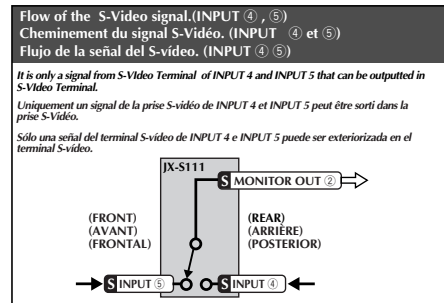 Flow of the S-Video signal.(INPUT ④ , ⑤)
Cheminement du signal S-Vidéo. (INPUT ④ et ⑤)
Flujo de la señal del S-vídeo. (INPUT ④ ⑤)
It is only a signal from S-VIdeo Terminal of INPUT 4 and INPUT 5 that can be outputted in
S-VIdeo Terminal.
Uniquement un signal de la prise S-vidéo de INPUT 4 et INPUT 5 peut être sorti dans la
prise S-Vidéo.
Sólo una señal del terminal S-vídeo de INPUT 4 e INPUT 5 puede ser exteriorizada en el
terminal S-vídeo.
JX-S111
S MONITOR OUT ②
(FRONT)
(AVANT)
(FRONTAL)
(REAR)
(ARRIÈRE)
(POSTERIOR)
S INPUT ⑤
S INPUT ④